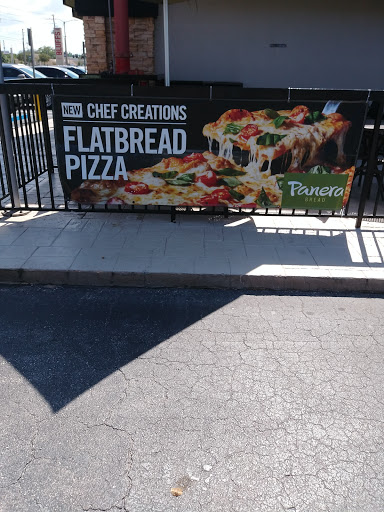 NEW CHEF CREATIONS
FLATBREAD
PIZZA
Panera
BREAD